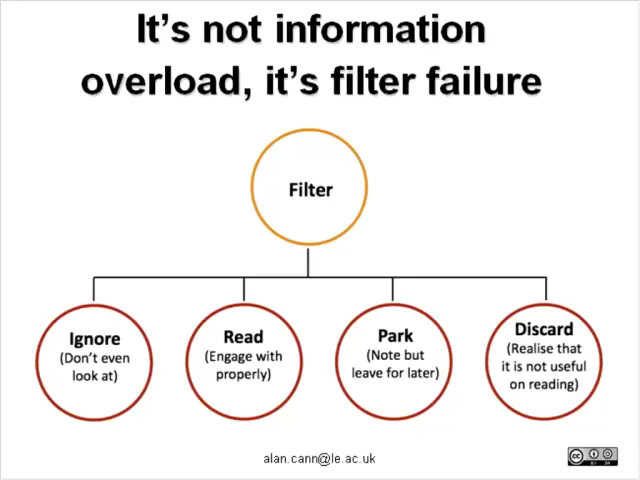 It's not information
overload, it's filter failure
Filter
Ignore
(Don't even
look at)
Read
(Engage with
properly)
Park
(Note but
leave for later)
Discard
(Realise that
it is not useful
on reading)
alan.cann@le.ac.uk